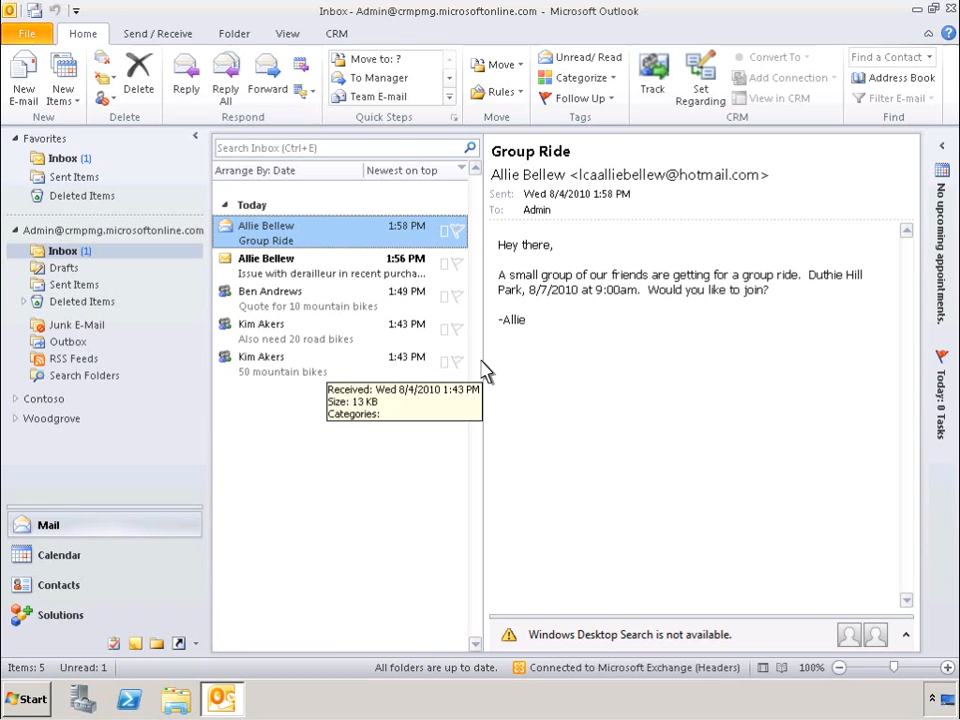 Inbox - Admin@crmpmg.microsoftonline.com - Microsoft Outlook
File Home Send / Receive Folder View CRM
New E-mail
New Items
New
Delete
Delete
Reply
Reply All
Forward
Respond
Move to: ?
To Manager
Team E-mail
Quick Steps
Move
Rules
Move
Unread/ Read
Categorize
Follow Up
Tags
Track
Set Regarding
Convert To
Add Connection
View in CRM
CRM
Find a Contact
Address Book
Filter E-mail
Find
Favorites
Inbox (1)
Sent Items
Deleted Items
Admin@crmpmg.microsoftonline.com
Inbox (1)
Drafts
Sent Items
Deleted Items
Junk E-Mail
Outbox
RSS Feeds
Search Folders
Contoso
Woodgrove
Mail
Calendar
Contacts
Solutions
Search Inbox (Ctrl+E)
Arrange By: Date Newest on top
Today
Allie Bellew 1:58 PM
Group Ride
Allie Bellew 1:56 PM
Issue with derailleur in recent purcha...
Ben Andrews 1:49 PM
Quote for 10 mountain bikes
Kim Akers 1:43 PM
Also need 20 road bikes
Kim Akers 1:43 PM
50 mountain bikes
Received: Wed 8/4/2010 1:43 PM
Size: 13 KB
Categories:
Group Ride
Allie Bellew <lcaalliebellew@hotmail.com>
Sent: Wed 8/4/2010 1:58 PM
To: Admin
Hey there,
A small group of our friends are getting for a group ride. Duthie Hill
Park, 8/7/2010 at 9:00am. Would you like to join?
-Allie
Windows Desktop Search is not available.
No upcoming appointments.
Today: 0 Tasks
Items: 5 Unread: 1 All folders are up to date. Connected to Microsoft Exchange (Headers) 100%
Start